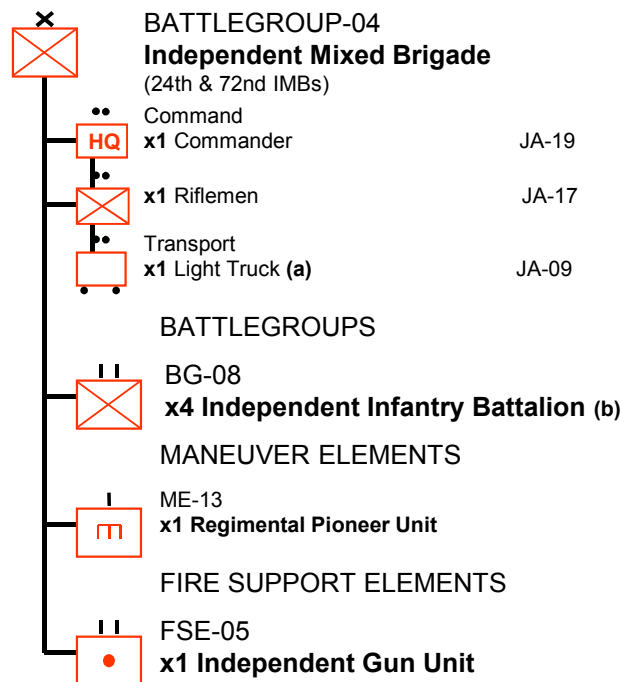 BATTLEGROUP-04
Independent Mixed Brigade
(24th & 72nd IMBs)
Command
HQ x1 Commander JA-19
x1 Riflemen JA-17
Transport
x1 Light Truck (a) JA-09
BATTLEGROUPS
BG-08
x4 Independent Infantry Battalion (b)
MANEUVER ELEMENTS
ME-13
x1 Regimental Pioneer Unit
FIRE SUPPORT ELEMENTS
FSE-05
x1 Independent Gun Unit